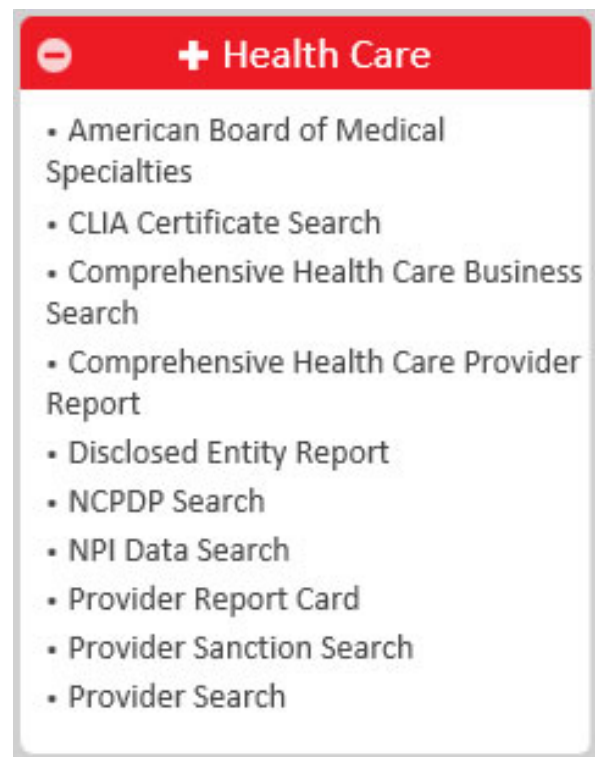 Health Care
• American Board of Medical
Specialties
• CLIA Certificate Search
• Comprehensive Health Care Business
Search
• Comprehensive Health Care Provider
Report
• Disclosed Entity Report
• NCPDP Search
• NPI Data Search
• Provider Report Card
• Provider Sanction Search
• Provider Search